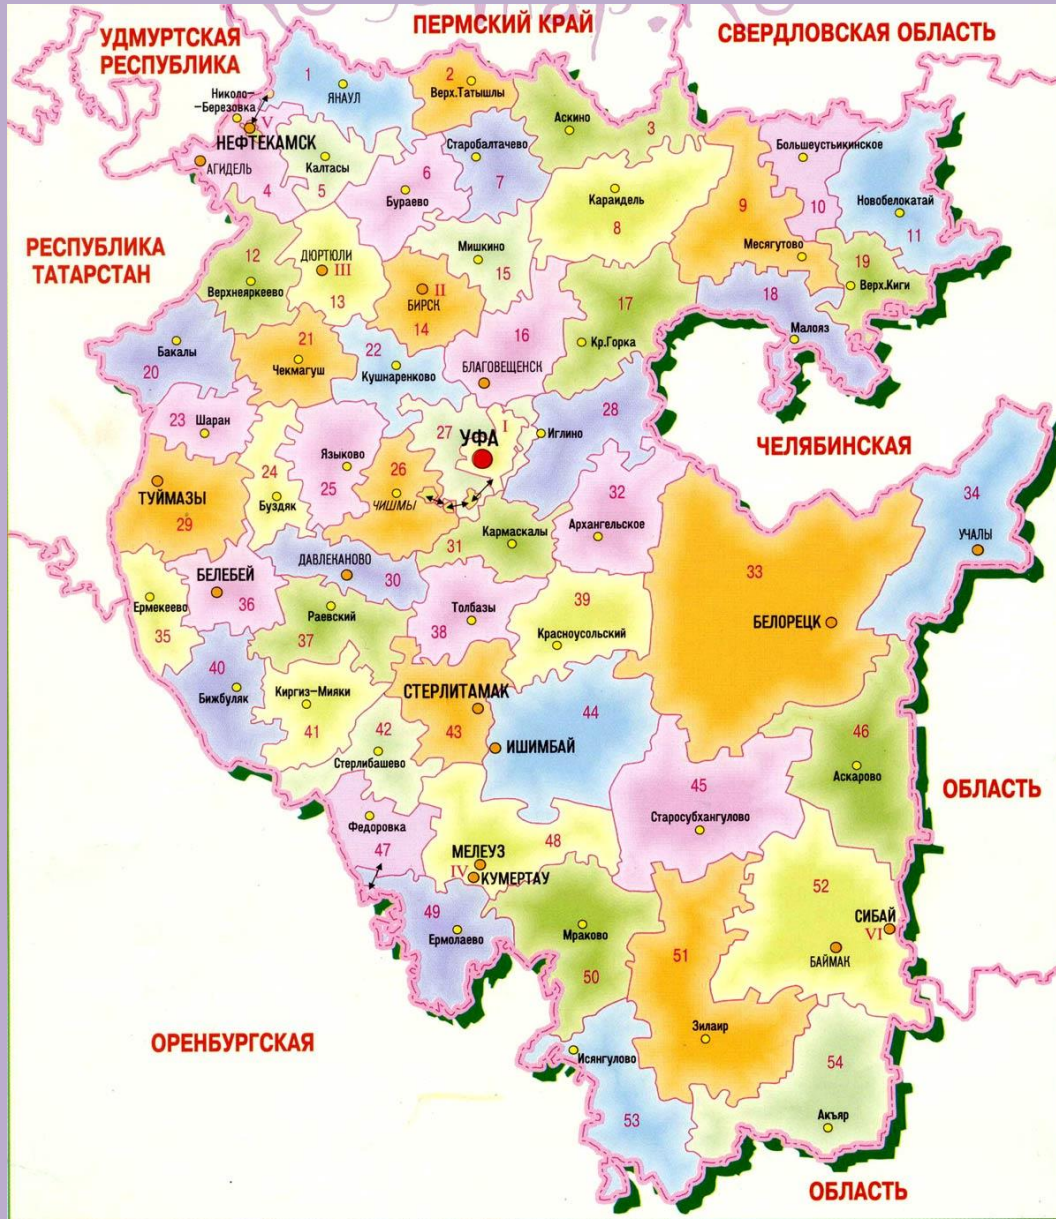 ПЕРМСКИЙ КРАЙ
СВЕРДЛОВСКАЯ ОБЛАСТЬ
УДМУРТСКАЯ
РЕСПУБЛИКА
1
ЯНАУЛ
2
Верх.Татышлы
Николо-
-Березовка
V
НЕФТЕКАМСК
АГИДЕЛЬ
4
Калтасы
5
6
Бураево
Старобалтачево
7
Аскино
3
Караидель
8
9
Месягутово
Большеустьикинское
10
Новобелокатай
11
РЕСПУБЛИКА
ТАТАРСТАН
12
Верхнеяркеево
ДЮРТЮЛИ
III
13
II
БИРСК
14
Мишкино
15
16
БЛАГОВЕЩЕНСК
17
Кр.Горка
18
Малояз
19
Верх.Киги
Бакалы
20
21
Чекмагуш
22
Кушнаренково
23
Шаран
24
Буздяк
Языково
25
26
ЧИШМЫ
27
I
УФА
28
Иглино
ЧЕЛЯБИНСКАЯ
ТУЙМАЗЫ
29
ДАВЛЕКАНОВО
30
31
Кармаскалы
32
Архангельское
33
БЕЛОРЕЦК
34
УЧАЛЫ
Ермекеево
35
БЕЛЕБЕЙ
36
Раевский
37
Толбазы
38
39
Красноусольский
40
Бижбуляк
Киргиз-Мияки
41
42
Стерлибашево
СТЕРЛИТАМАК
43
44
ИШИМБАЙ
45
Старосубхангулово
46
Аскарово
ОБЛАСТЬ
Федоровка
47
МЕЛЕУЗ
48
IV
КУМЕРТАУ
49
Ермолаево
Мраково
50
51
Зилаир
52
СИБАЙ
VI
БАЙМАК
ОРЕНБУРГСКАЯ
Исянгулово
53
54
Акъяр
ОБЛАСТЬ